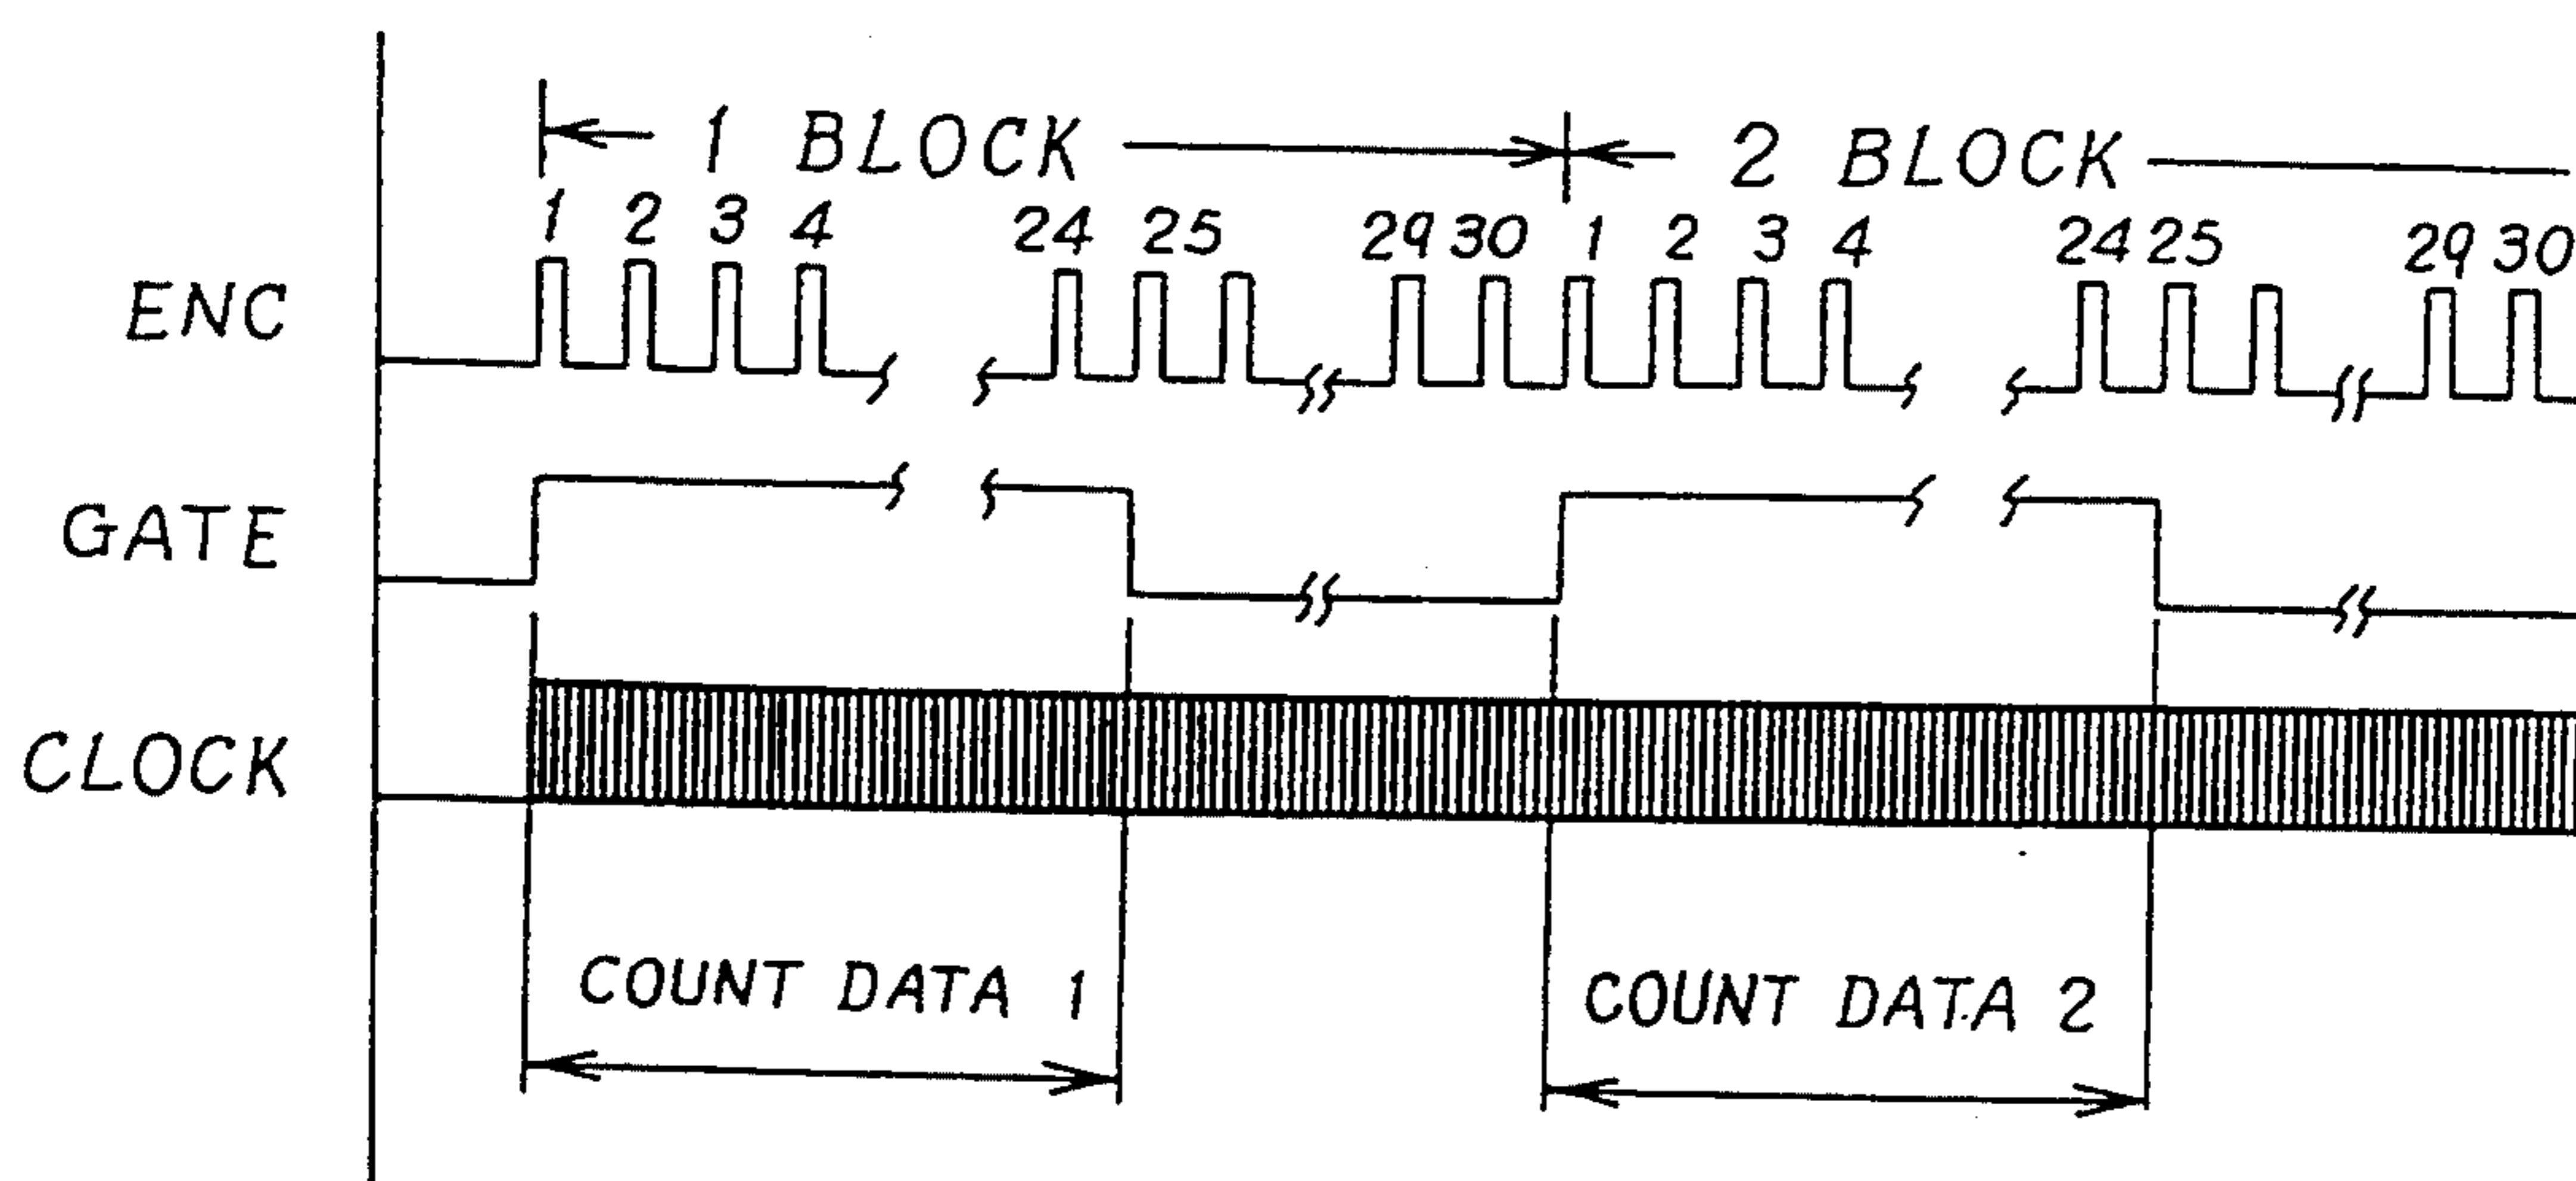 1 BLOCK 2 BLOCK
1 2 3 4 24 25 29 30 1 2 3 4 24 25 29 30
ENC
GATE
CLOCK
COUNT DATA 1 COUNT DATA 2